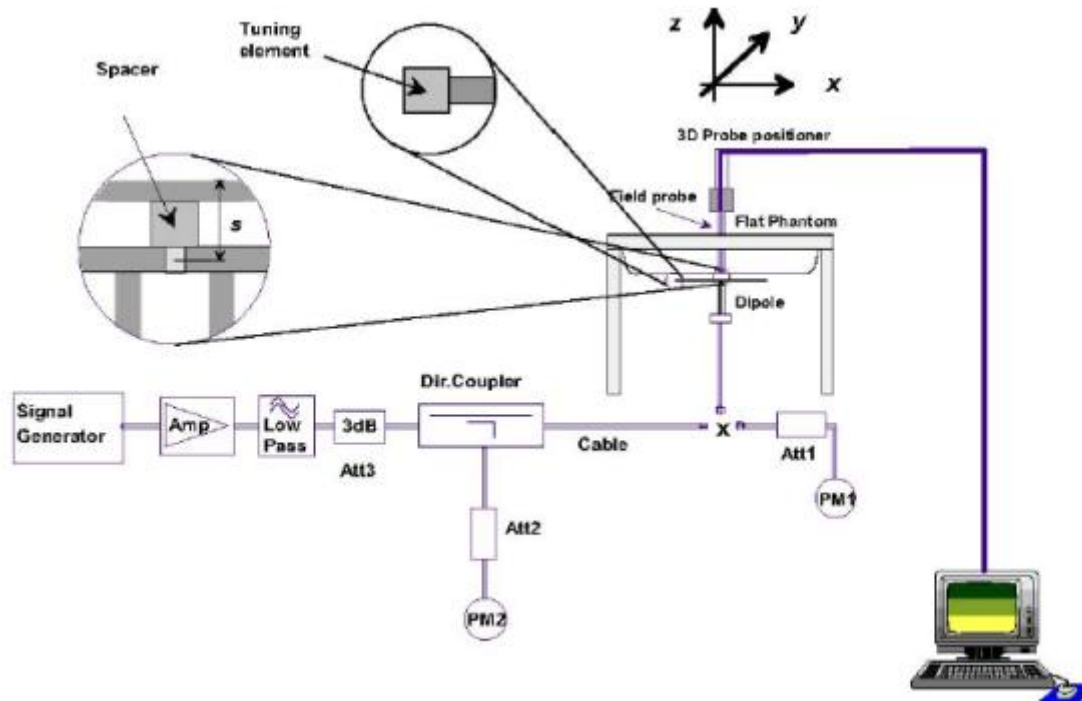 Tuning
element
Spacer
s
z
y
x
3D Probe positioner
Field probe
Flat Phantom
Dipole
Dir.Coupler
Signal
Generator
Amp
Low
Pass
3dB
Att3
Cable
x
Att1
PM1
Att2
PM2